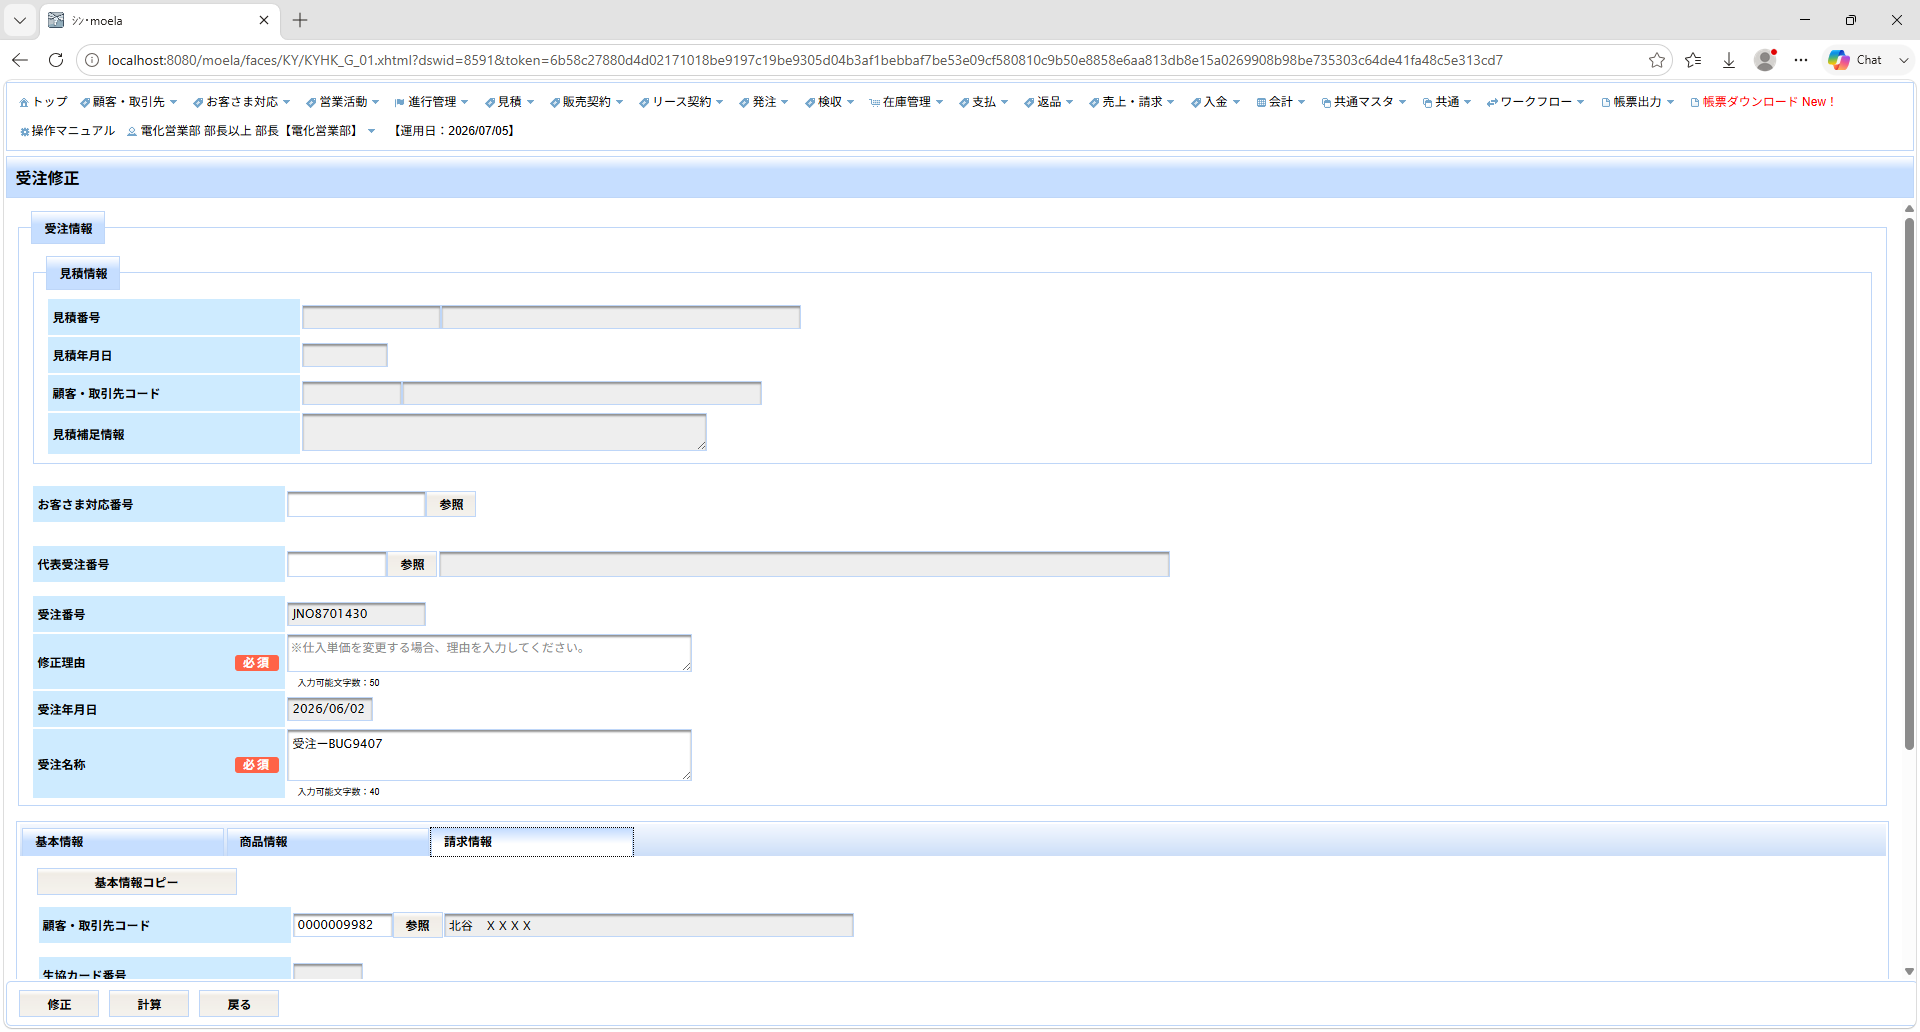 ｼﾝ･moela
localhost:8080/moela/faces/KY/KYHK_G_01.xhtml?dswid=8591&token=6b58c27880d4d02171018be9197c19be9305d04b3af1bebbaf7be53e09cf580810c9b50e8858e6aa813db8e15a0269908b98be735303c64de41fa48c5e313cd7
Chat
トップ 顧客・取引先 お客さま対応 営業活動 進行管理 見積 販売契約 リース契約 発注 検収 在庫管理 支払 返品 売上・請求 入金 会計 共通マスタ 共通 ワークフロー 帳票出力 帳票ダウンロード New！
操作マニュアル 電化営業部 部長以上 部長【電化営業部】 【運用日：2026/07/05】
受注修正
受注情報
見積情報
見積番号
見積年月日
顧客・取引先コード
見積補足情報
お客さま対応番号 参照
代表受注番号 参照
受注番号 JNO8701430
修正理由 必須 ※仕入単価を変更する場合、理由を入力してください。
入力可能文字数：50
受注年月日 2026/06/02
受注名称 必須 受注ーBUG9407
入力可能文字数：40
基本情報 商品情報 請求情報
基本情報コピー
顧客・取引先コード 0000009982 参照 北谷　ＸＸＸＸ
生協カード番号
修正 計算 戻る